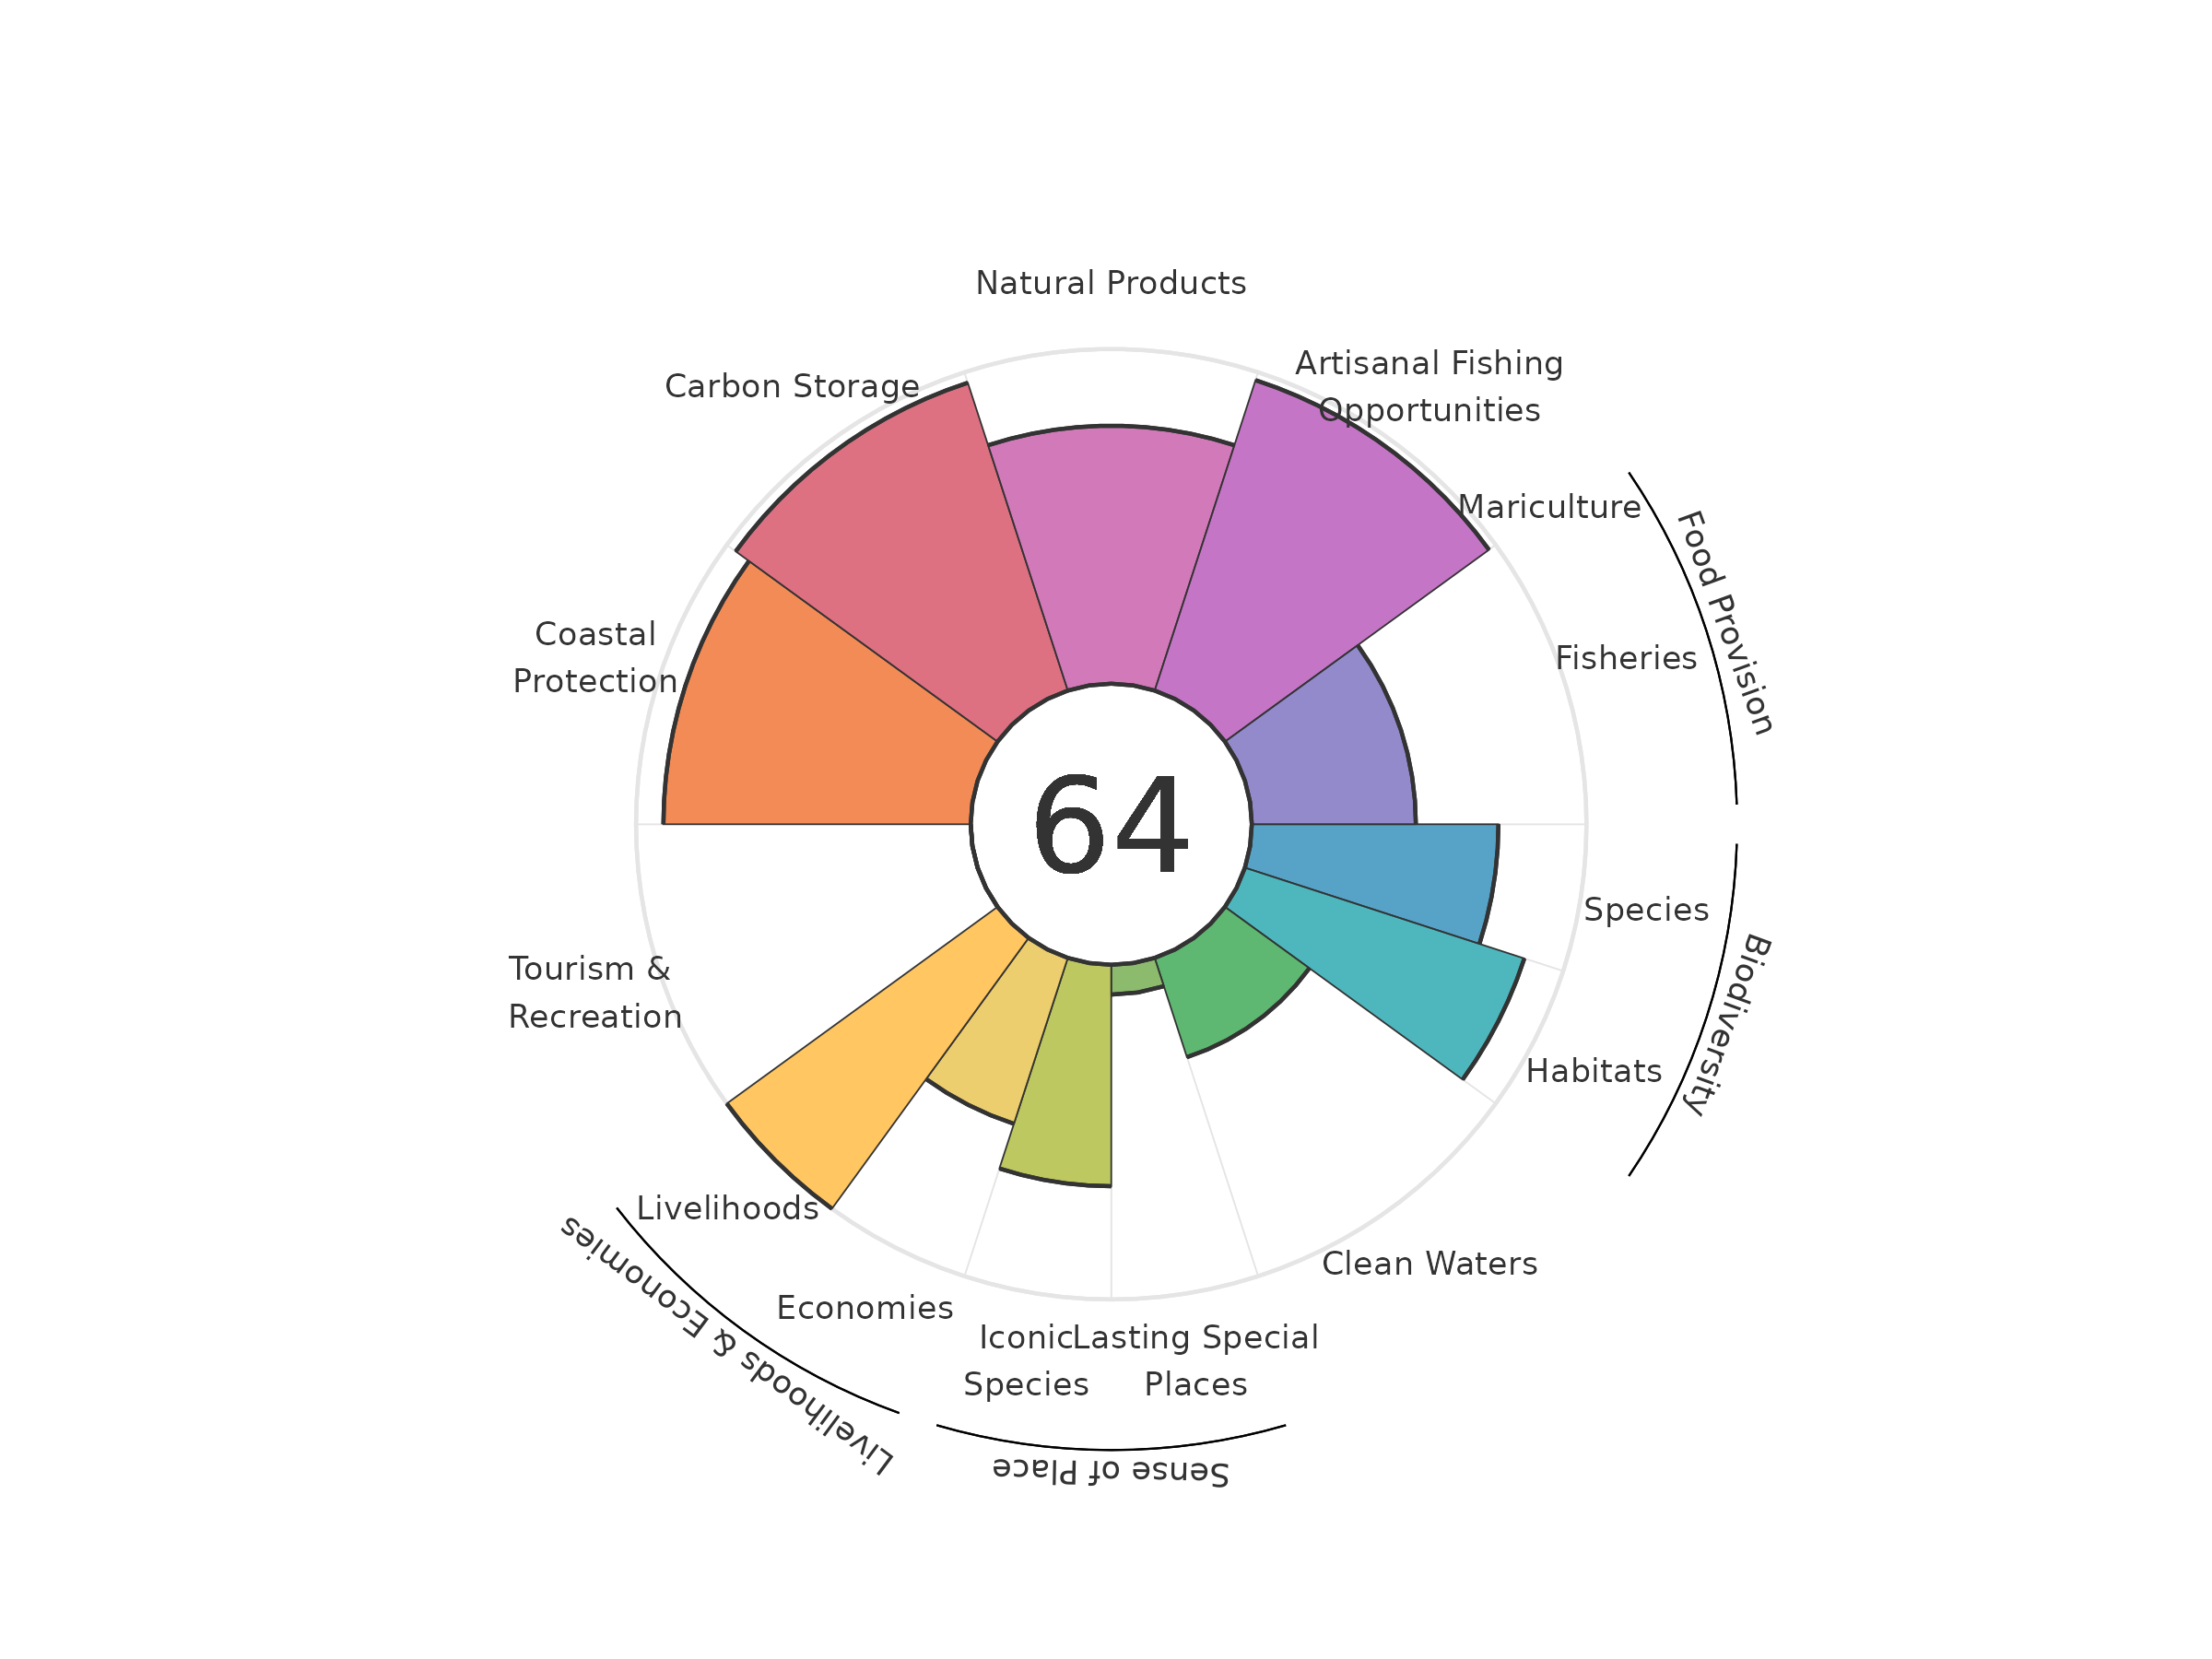 Natural Products
Artisanal Fishing
Opportunities
Carbon Storage
Mariculture
Food Provision
Fisheries
Coastal
Protection
64
Species
Biodiversity
Habitats
Tourism &
Recreation
Livelihoods
Clean Waters
Livelihoods & Economies
Economies
Iconic
Species
Lasting Special
Places
Sense of Place